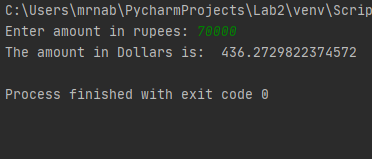 C:\Users\mrnab\PycharmProjects\Lab2\venv\Scrip
Enter amount in rupees: 70000
The amount in Dollars is:  436.2729822374572
Process finished with exit code 0